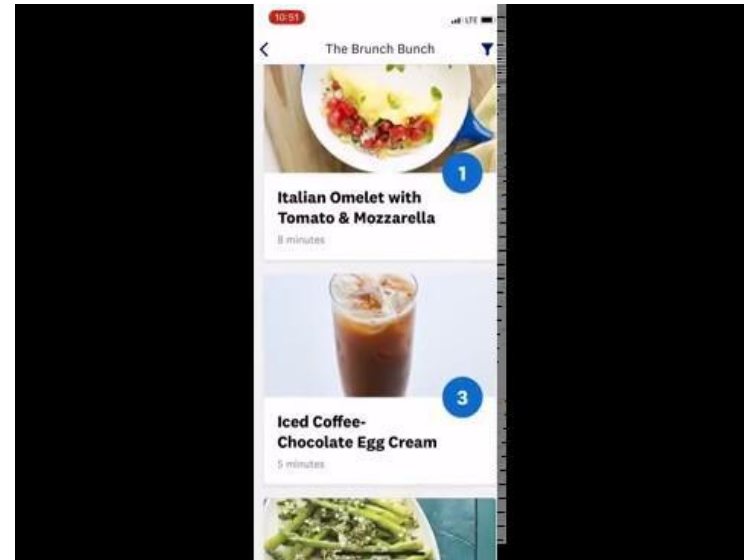 10:51
LTE
The Brunch Bunch
1
Italian Omelet with
Tomato & Mozzarella
8 minutes
3
Iced Coffee-
Chocolate Egg Cream
5 minutes